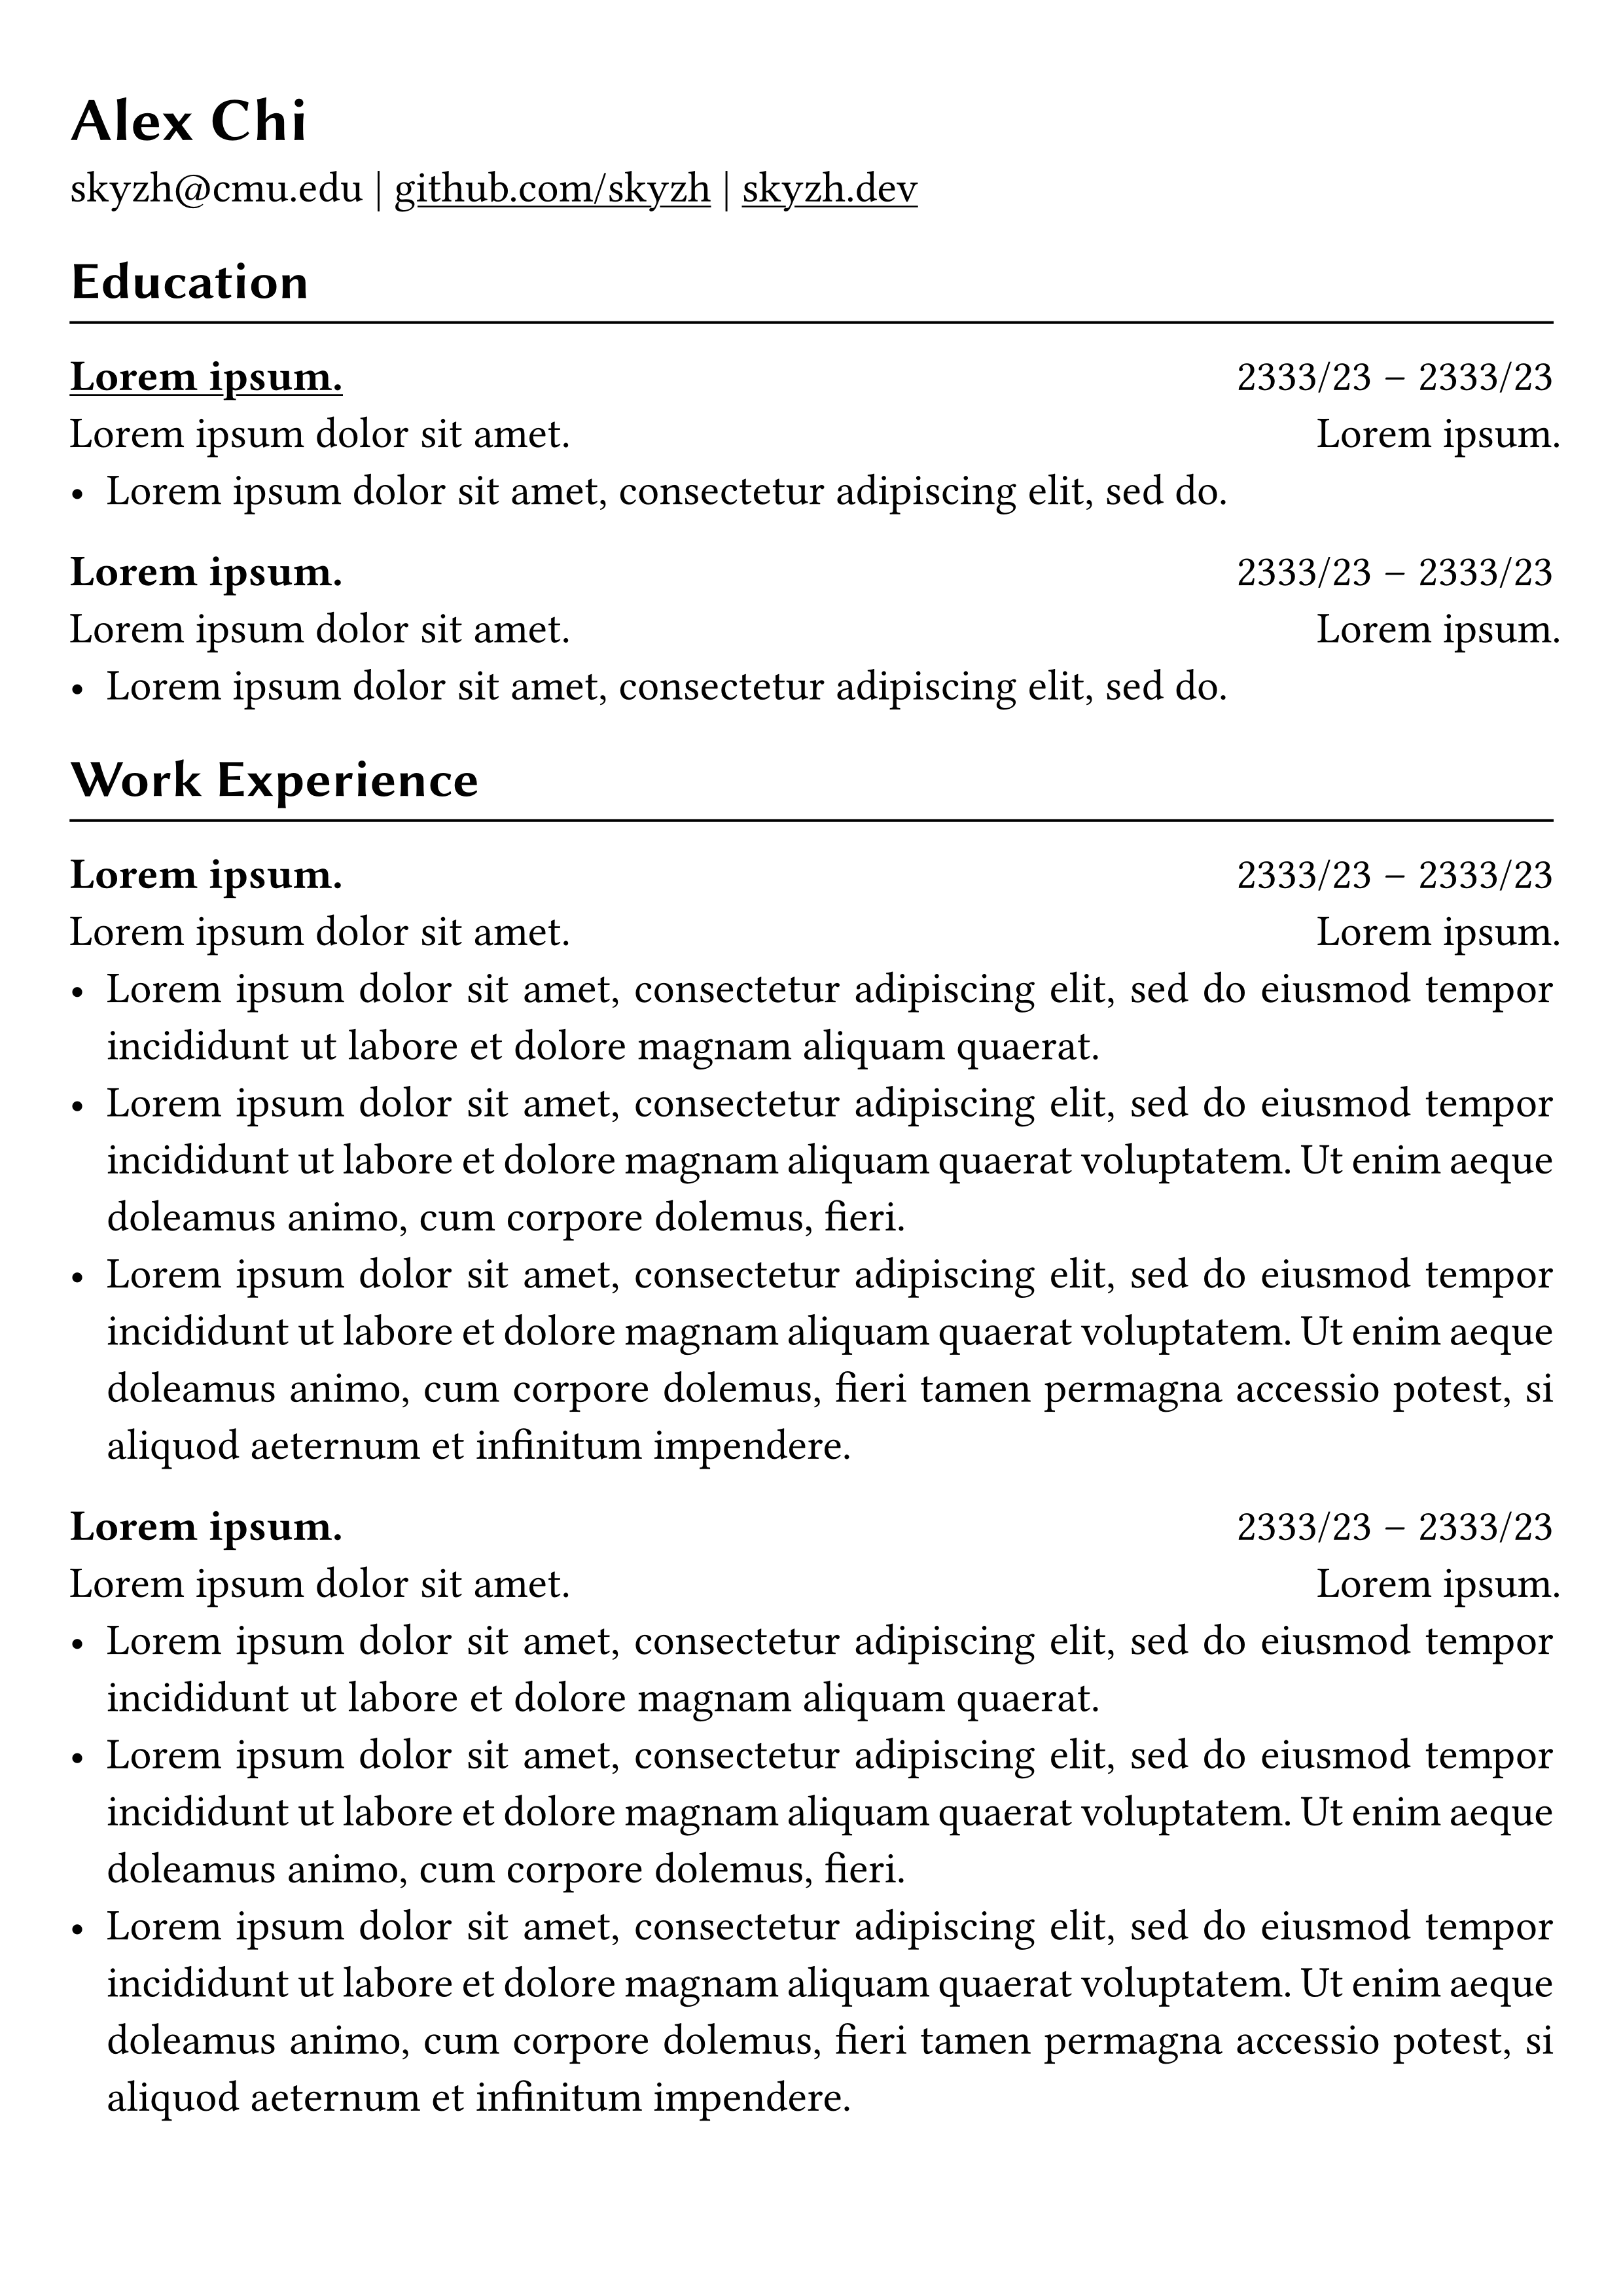 Alex Chi
skyzh@cmu.edu | github.com/skyzh | skyzh.dev
Education
Lorem ipsum. 2333/23 – 2333/23
Lorem ipsum dolor sit amet. Lorem ipsum.
• Lorem ipsum dolor sit amet, consectetur adipiscing elit, sed do.
Lorem ipsum. 2333/23 – 2333/23
Lorem ipsum dolor sit amet. Lorem ipsum.
• Lorem ipsum dolor sit amet, consectetur adipiscing elit, sed do.
Work Experience
Lorem ipsum. 2333/23 – 2333/23
Lorem ipsum dolor sit amet. Lorem ipsum.
• Lorem ipsum dolor sit amet, consectetur adipiscing elit, sed do eiusmod tempor
incididunt ut labore et dolore magnam aliquam quaerat.
• Lorem ipsum dolor sit amet, consectetur adipiscing elit, sed do eiusmod tempor
incididunt ut labore et dolore magnam aliquam quaerat voluptatem. Ut enim aeque
doleamus animo, cum corpore dolemus, fieri.
• Lorem ipsum dolor sit amet, consectetur adipiscing elit, sed do eiusmod tempor
incididunt ut labore et dolore magnam aliquam quaerat voluptatem. Ut enim aeque
doleamus animo, cum corpore dolemus, fieri tamen permagna accessio potest, si
aliquod aeternum et infinitum impendere.
Lorem ipsum. 2333/23 – 2333/23
Lorem ipsum dolor sit amet. Lorem ipsum.
• Lorem ipsum dolor sit amet, consectetur adipiscing elit, sed do eiusmod tempor
incididunt ut labore et dolore magnam aliquam quaerat.
• Lorem ipsum dolor sit amet, consectetur adipiscing elit, sed do eiusmod tempor
incididunt ut labore et dolore magnam aliquam quaerat voluptatem. Ut enim aeque
doleamus animo, cum corpore dolemus, fieri.
• Lorem ipsum dolor sit amet, consectetur adipiscing elit, sed do eiusmod tempor
incididunt ut labore et dolore magnam aliquam quaerat voluptatem. Ut enim aeque
doleamus animo, cum corpore dolemus, fieri tamen permagna accessio potest, si
aliquod aeternum et infinitum impendere.